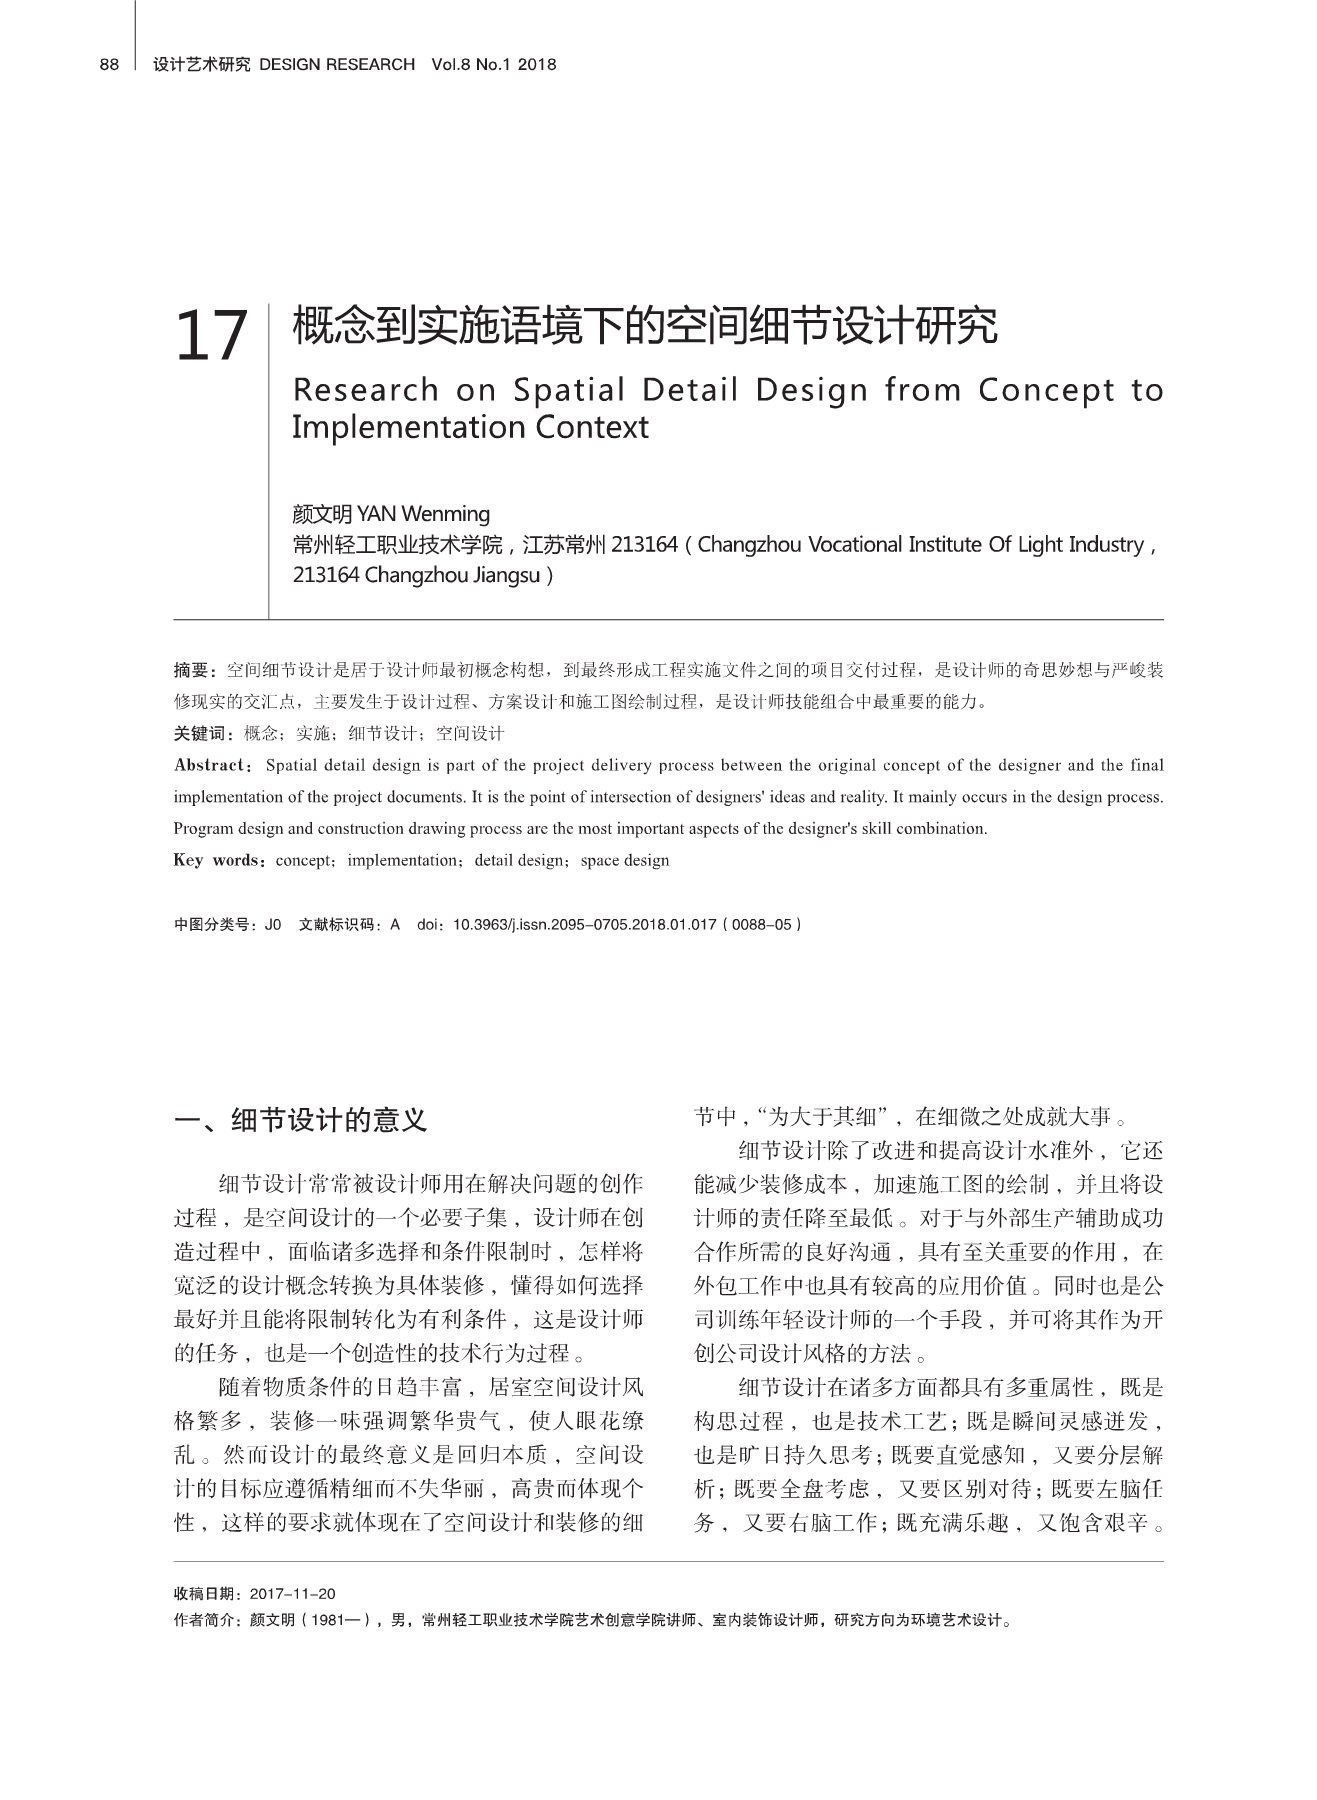 88 设计艺术研究 DESIGN RESEARCH Vol.8 No.1 2018
17
概念到实施语境下的空间细节设计研究
Research on Spatial Detail Design from Concept to
Implementation Context
颜文明 YAN Wenming
常州轻工职业技术学院，江苏常州 213164（Changzhou Vocational Institute Of Light Industry，
213164 Changzhou Jiangsu）
摘要：空间细节设计是居于设计师最初概念构想，到最终形成工程实施文件之间的项目交付过程，是设计师的奇思妙想与严峻装
修现实的交汇点，主要发生于设计过程、方案设计和施工图绘制过程，是设计师技能组合中最重要的能力。
关键词：概念；实施；细节设计；空间设计
Abstract：Spatial detail design is part of the project delivery process between the original concept of the designer and the final
implementation of the project documents. It is the point of intersection of designers' ideas and reality. It mainly occurs in the design process.
Program design and construction drawing process are the most important aspects of the designer's skill combination.
Key words：concept；implementation；detail design；space design
中图分类号：J0 文献标识码：A doi：10.3963/j.issn.2095-0705.2018.01.017（0088-05）
一、细节设计的意义
细节设计常常被设计师用在解决问题的创作
过程，是空间设计的一个必要子集，设计师在创
造过程中，面临诸多选择和条件限制时，怎样将
宽泛的设计概念转换为具体装修，懂得如何选择
最好并且能将限制转化为有利条件，这是设计师
的任务，也是一个创造性的技术行为过程。
随着物质条件的日趋丰富，居室空间设计风
格繁多，装修一味强调繁华贵气，使人眼花缭
乱。然而设计的最终意义是回归本质，空间设
计的目标应遵循精细而不失华丽，高贵而体现个
性，这样的要求就体现在了空间设计和装修的细
节中，“为大于其细”，在细微之处成就大事。
细节设计除了改进和提高设计水准外，它还
能减少装修成本，加速施工图的绘制，并且将设
计师的责任降至最低。对于与外部生产辅助成功
合作所需的良好沟通，具有至关重要的作用，在
外包工作中也具有较高的应用价值。同时也是公
司训练年轻设计师的一个手段，并可将其作为开
创公司设计风格的方法。
细节设计在诸多方面都具有多重属性，既是
构思过程，也是技术工艺；既是瞬间灵感迸发，
也是旷日持久思考；既要直觉感知，又要分层解
析；既要全盘考虑，又要区别对待；既要左脑任
务，又要右脑工作；既充满乐趣，又饱含艰辛。
收稿日期：2017-11-20
作者简介：颜文明（1981—），男，常州轻工职业技术学院艺术创意学院讲师、室内装饰设计师，研究方向为环境艺术设计。